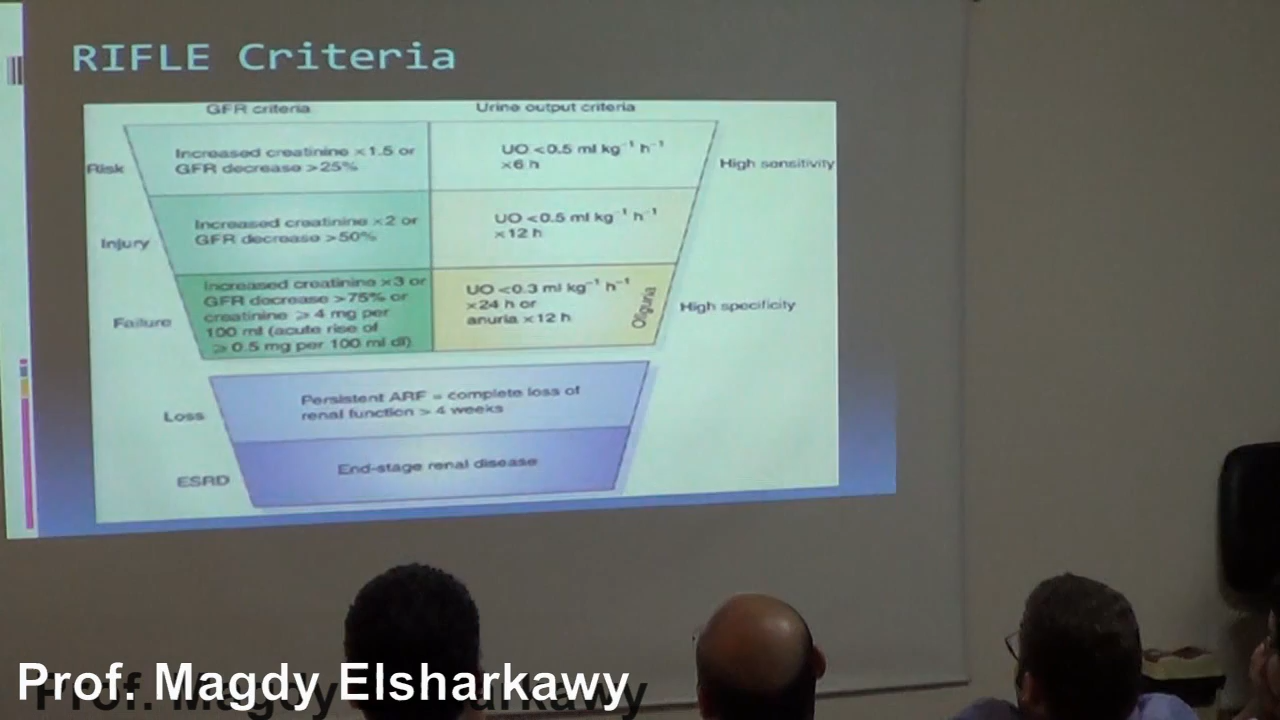 RIFLE Criteria
GFR criteria
Urine output criteria
Risk
Increased creatinine ×1.5 or
GFR decrease >25%
UO <0.5 ml kg⁻¹ h⁻¹
×6 h
High sensitivity
Injury
Increased creatinine ×2 or
GFR decrease >50%
UO <0.5 ml kg⁻¹ h⁻¹
×12 h
Failure
Increased creatinine ×3 or
GFR decrease >75% or
creatinine ⩾4 mg per
100 ml (acute rise of
⩾0.5 mg per 100 ml dl)
UO <0.3 ml kg⁻¹ h⁻¹
×24 h or
anuria ×12 h
Oliguria
High specificity
Loss
Persistent ARF = complete loss of
renal function > 4 weeks
ESRD
End-stage renal disease
Prof. Magdy Elsharkawy